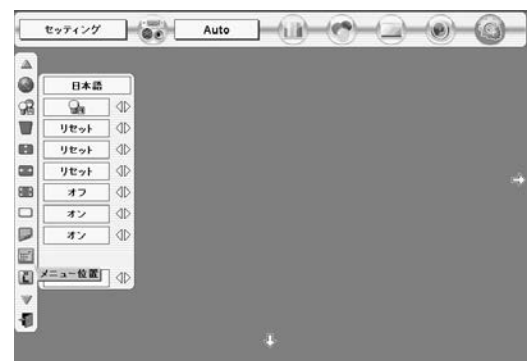 セッティング
Auto
日本語
リセット
リセット
リセット
オフ
オン
オン
メニュー位置